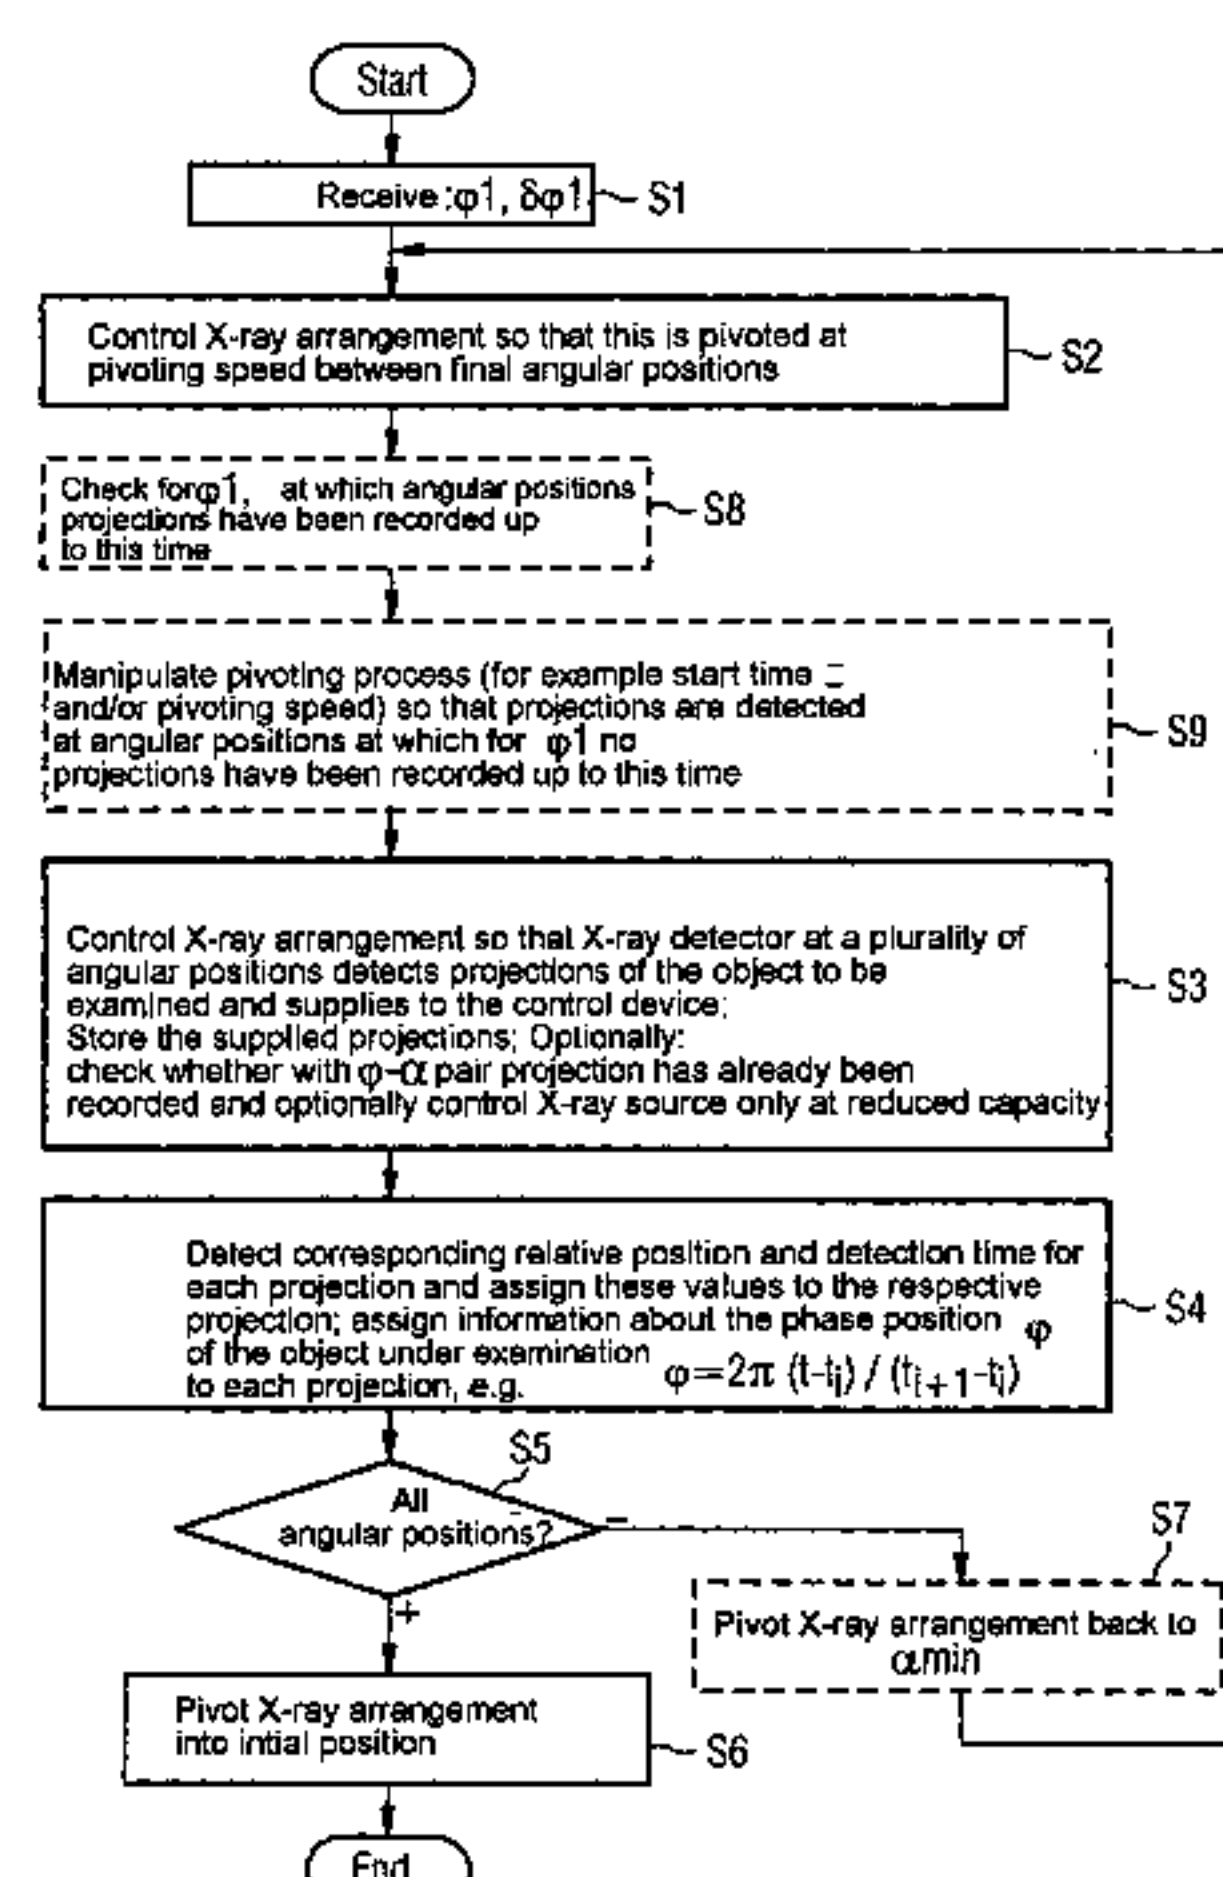 Start
Receive :φ1, δφ1
S1
Control X-ray arrangement so that this is pivoted at
pivoting speed between final angular positions
S2
Check for φ1, at which angular positions
projections have been recorded up
to this time
S8
Manipulate pivoting process (for example start time
and/or pivoting speed) so that projections are detected
at angular positions at which for φ1 no
projections have been recorded up to this time
S9
Control X-ray arrangement so that X-ray detector at a plurality of
angular positions detects projections of the object to be
examined and supplies to the control device;
Store the supplied projections; Optionally:
check whether with φ-α pair projection has already been
recorded and optionally control X-ray source only at reduced capacity
S3
Detect corresponding relative position and detection time for
each projection and assign these values to the respective
projection; assign information about the phase position φ
of the object under examination
to each projection, e.g. φ=2π (t-ti) / (ti+1-ti)
S4
S5
All
angular positions?
–
+
S7
Pivot X-ray arrangement back to
αmin
Pivot X-ray arrangement
into intial position
S6
End